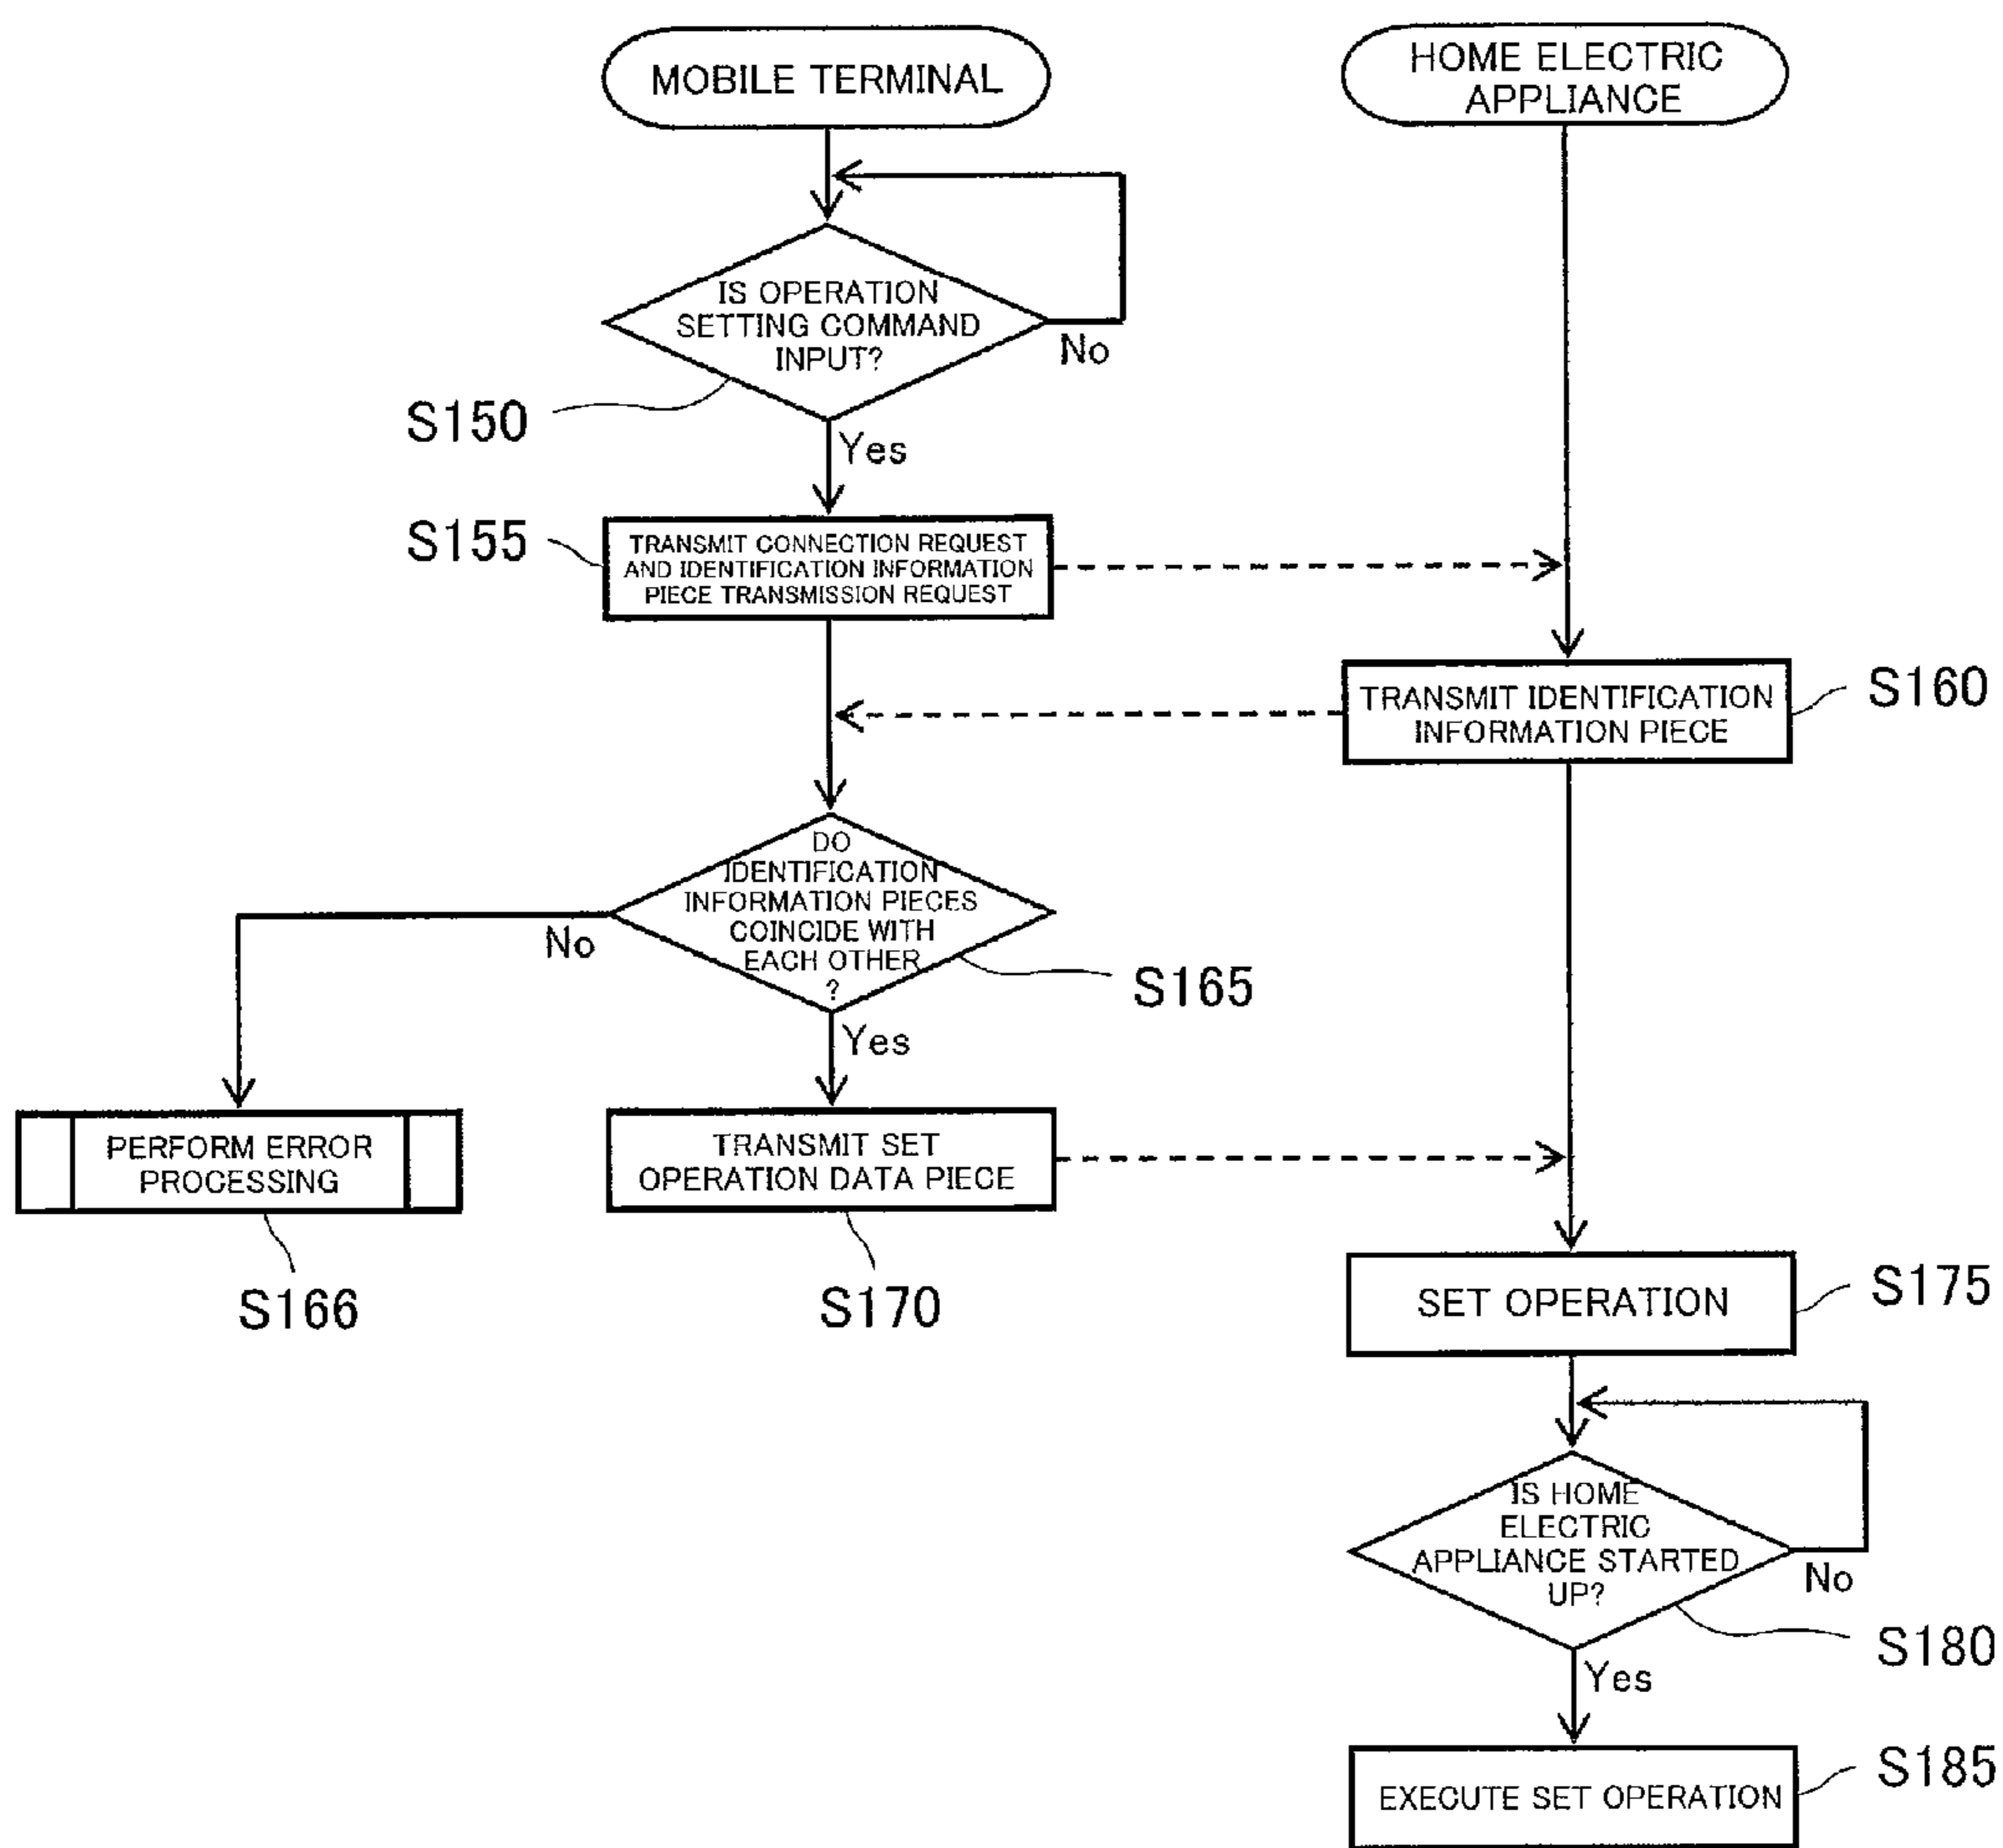 MOBILE TERMINAL
HOME ELECTRIC
APPLIANCE
IS OPERATION
SETTING COMMAND
INPUT?
No
S150
Yes
S155
TRANSMIT CONNECTION REQUEST
AND IDENTIFICATION INFORMATION
PIECE TRANSMISSION REQUEST
TRANSMIT IDENTIFICATION
INFORMATION PIECE
S160
DO
IDENTIFICATION
INFORMATION PIECES
COINCIDE WITH
EACH OTHER
?
No
S165
Yes
PERFORM ERROR
PROCESSING
S166
TRANSMIT SET
OPERATION DATA PIECE
S170
SET OPERATION
S175
IS HOME
ELECTRIC
APPLIANCE STARTED
UP?
No
S180
Yes
EXECUTE SET OPERATION
S185